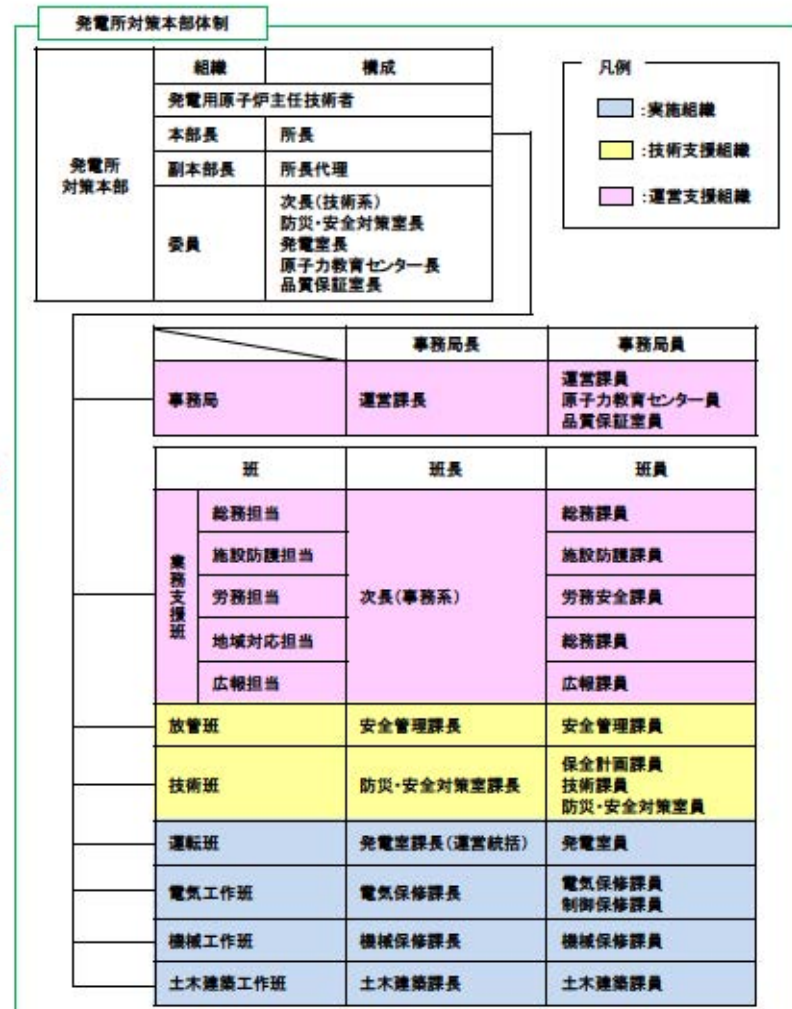 発電所対策本部体制
組織 構成
発電所
対策本部
発電用原子炉主任技術者
本部長 所長
副本部長 所長代理
委員
次長(技術系)
防災・安全対策室長
発電室長
原子力教育センター長
品質保証室長
凡例
:実施組織
:技術支援組織
:運営支援組織
事務局長 事務局員
事務局 運営課長
運営課員
原子力教育センター員
品質保証室員
班 班長 班員
業務支援班
総務担当 総務課員
施設防護担当 施設防護課員
労務担当 次長(事務系) 労務安全課員
地域対応担当 総務課員
広報担当 広報課員
放管班 安全管理課長 安全管理課員
技術班 防災・安全対策室課長
保全計画課員
技術課員
防災・安全対策室員
運転班 発電室課長(運営統括) 発電室員
電気工作班 電気保修課長
電気保修課員
制御保修課員
機械工作班 機械保修課長 機械保修課員
土木建築工作班 土木建築課長 土木建築課員